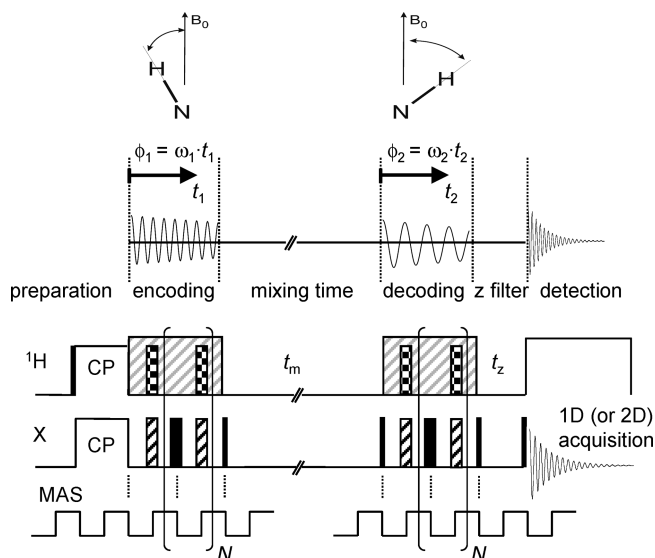 B₀ B₀
H H
N N
ϕ₁ = ω₁·t₁ ϕ₂ = ω₂·t₂
t₁ t₂
preparation encoding mixing time decoding z filter detection
¹H CP tₘ t_z
X CP 1D (or 2D)
acquisition
MAS
N N